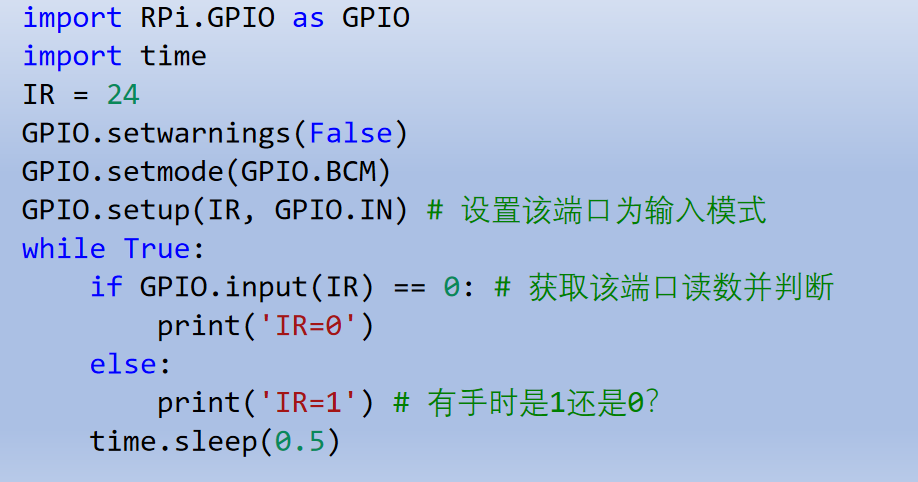 import RPi.GPIO as GPIO
import time
IR = 24
GPIO.setwarnings(False)
GPIO.setmode(GPIO.BCM)
GPIO.setup(IR, GPIO.IN) # 设置该端口为输入模式
while True:
    if GPIO.input(IR) == 0: # 获取该端口读数并判断
        print('IR=0')
    else:
        print('IR=1') # 有手时是1还是0?
    time.sleep(0.5)